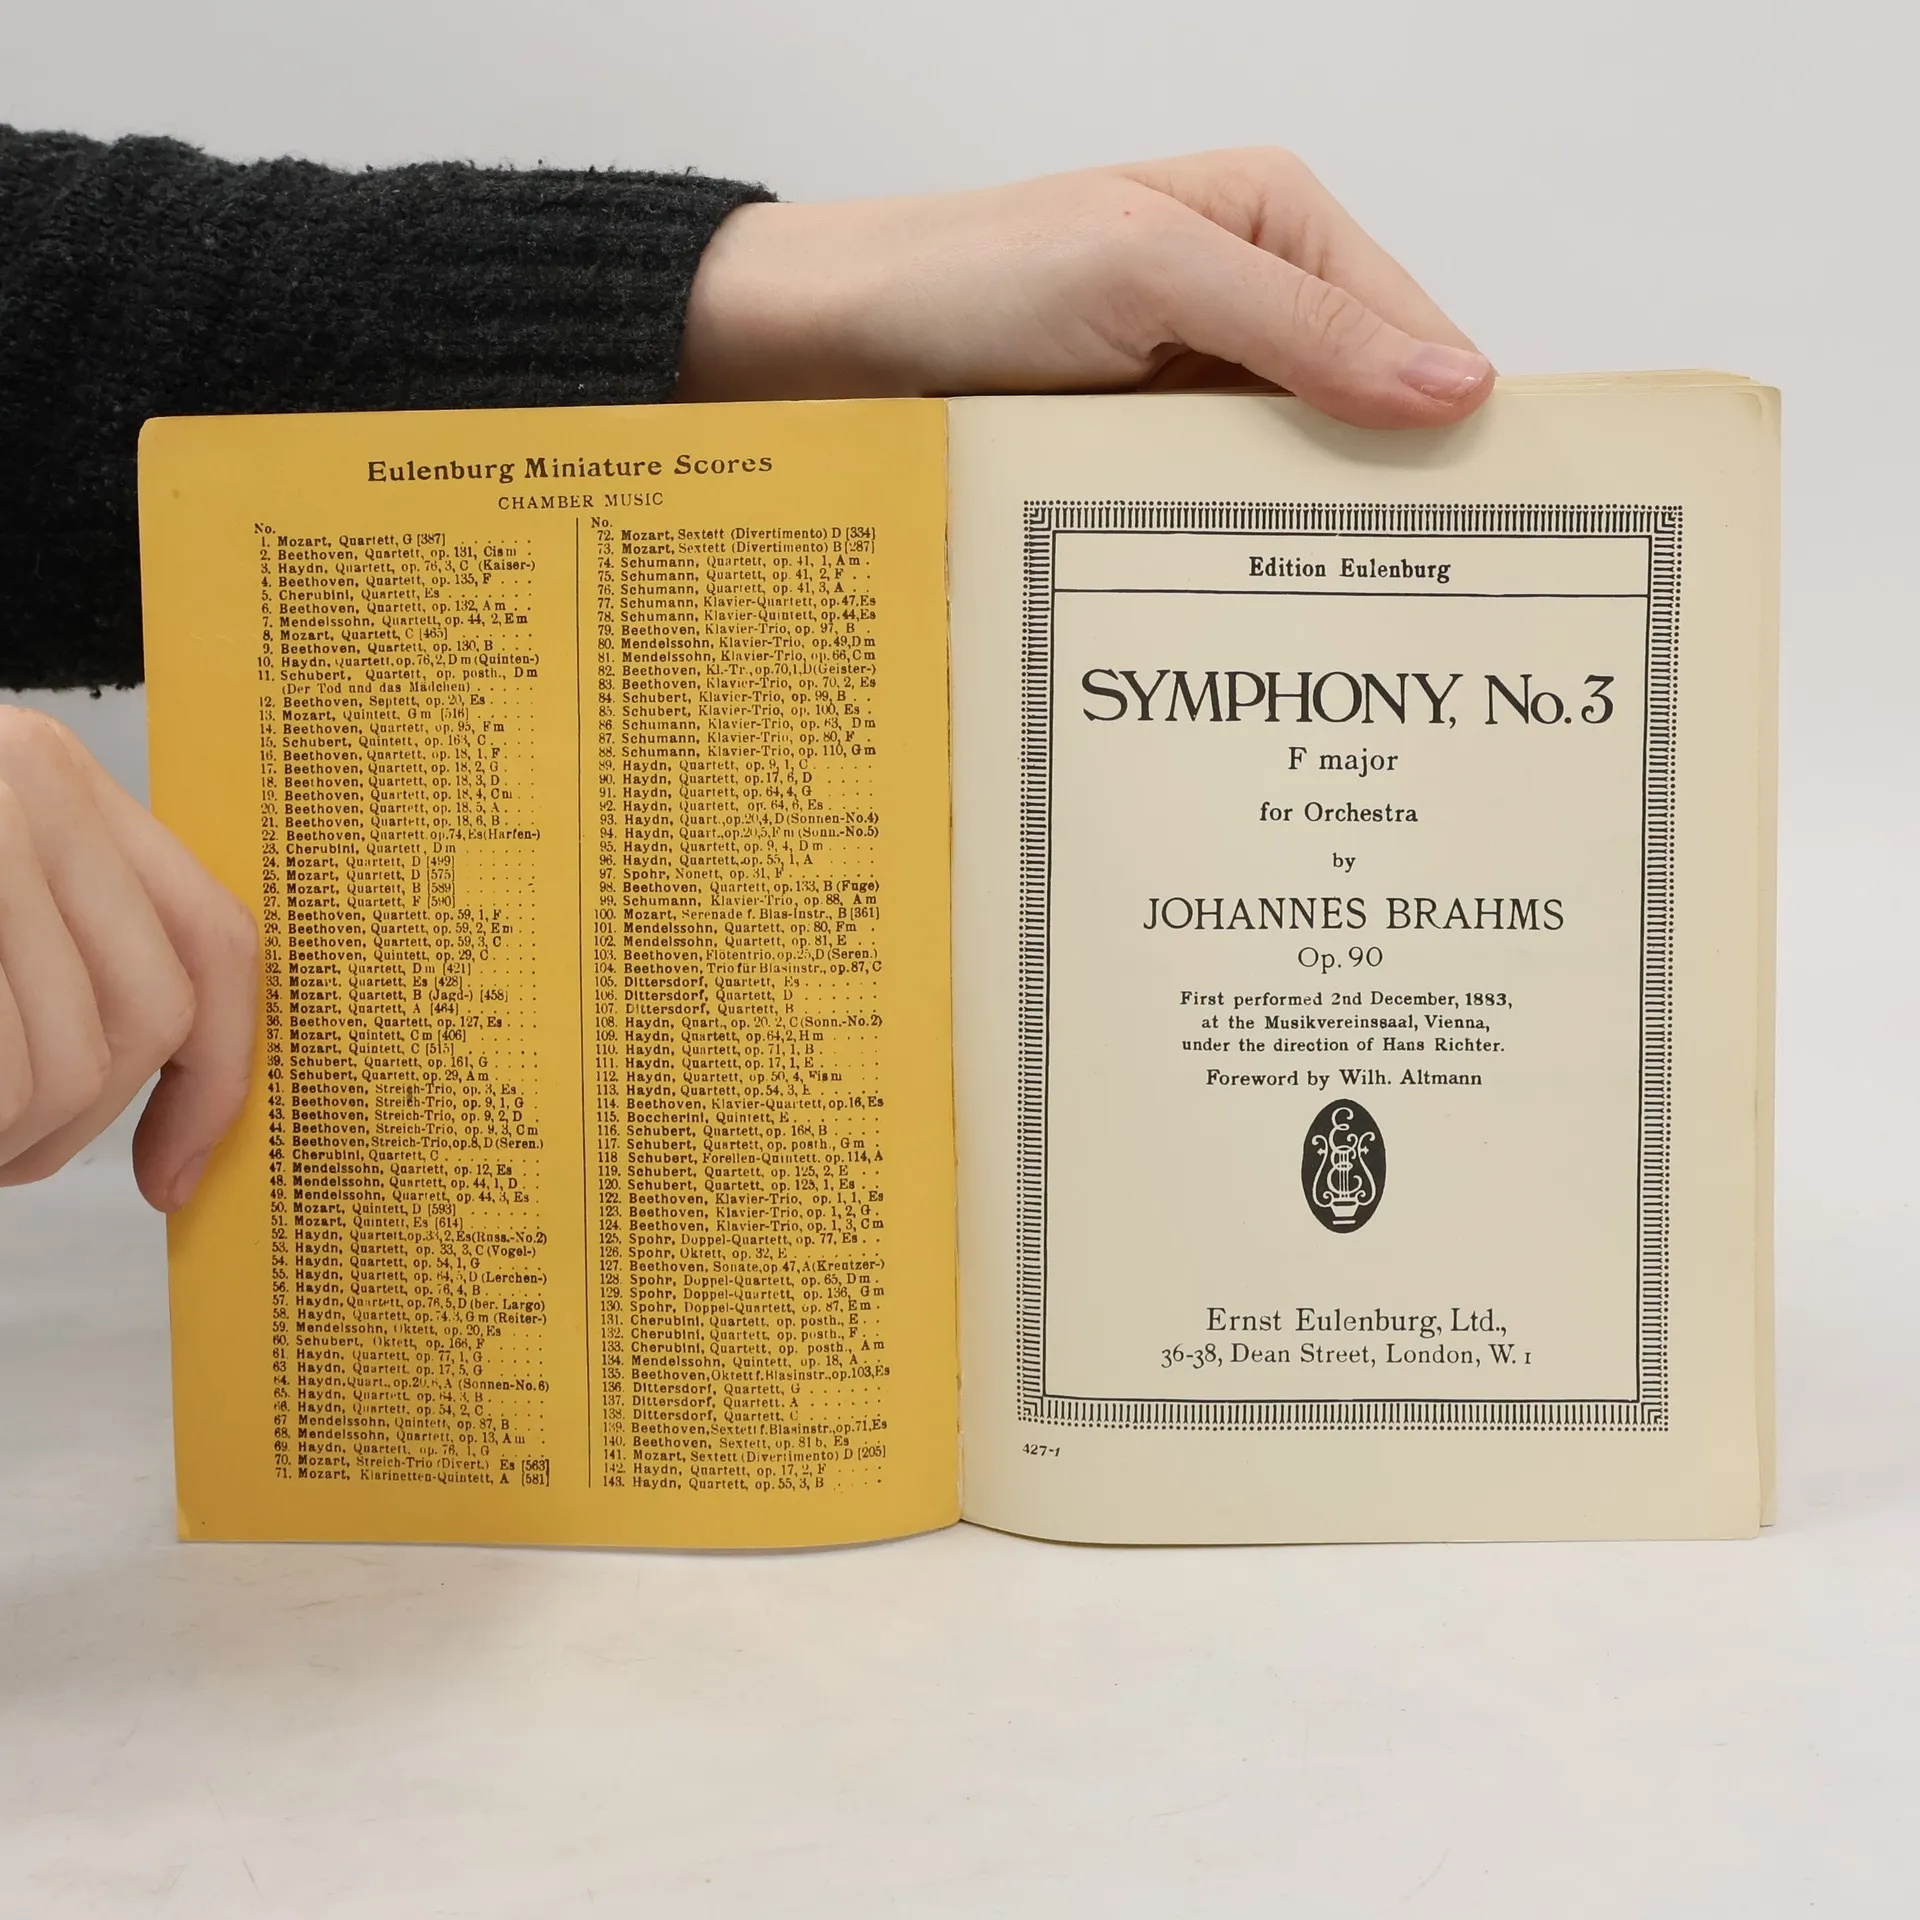 Eulenburg Miniature Scores
CHAMBER MUSIC
No.
1. Mozart, Quartett, G [387]
2. Beethoven, Quartett, op. 131, Cis m
3. Haydn, Quartett, op. 76, 3, C (Kaiser-)
4. Beethoven, Quartett, op. 135, F
5. Cherubini, Quartett, Es
6. Beethoven, Quartett, op. 132, A m
7. Mendelssohn, Quartett, op. 44, 2, Em
8. Mozart, Quartett, C [465]
9. Beethoven, Quartett, op. 130, B
10. Haydn, Quartett, op. 76, 2, D m (Quinten-)
11. Schubert, Quartett, op. posth., D m
(Der Tod und das Mädchen)
12. Beethoven, Septett, op. 20, Es
13. Mozart, Quintett, G m [516]
14. Beethoven, Quartett, op. 95, F m
15. Schubert, Quintett, op. 163, C
16. Beethoven, Quartett, op. 18, 1, F
17. Beethoven, Quartett, op. 18, 2, G
18. Beethoven, Quartett, op. 18, 3, D
19. Beethoven, Quartett, op. 18, 4, Cm
20. Beethoven, Quartett, op. 18. 5, A
21. Beethoven, Quartett, op. 18, 6, B
22. Beethoven, Quartett. op. 74, Es (Harfen-)
23. Cherubini, Quartett, D m
24. Mozart, Quartett, D [499]
25. Mozart, Quartett, D [575]
26. Mozart, Quartett, B [589]
27. Mozart, Quartett, F [590]
28. Beethoven, Quartett. op. 59, 1, F
29. Beethoven, Quartett, op. 59, 2, Em
30. Beethoven, Quartett, op. 59, 3, C
31. Beethoven, Quintett, op. 29, C
32. Mozart, Quartett, D m [421]
33. Mozart, Quartett, Es [428]
34. Mozart, Quartett, B (Jagd-) [458]
35. Mozart, Quartett, A [464]
36. Beethoven, Quartett, op. 127, Es
37. Mozart, Quintett, C m [406]
38. Mozart, Quintett, C [515]
39. Schubert, Quartett, op. 161, G
40. Schubert, Quartett, op. 29, A m
41. Beethoven, Streich-Trio, op. 3, Es
42. Beethoven, Streich-Trio, op. 9, 1, G
43. Beethoven, Streich-Trio, op. 9, 2, D
44. Beethoven, Streich-Trio, op. 9, 3, C m
45. Beethoven, Streich-Trio, op. 8, D (Seren.)
46. Cherubini, Quartett, C
47. Mendelssohn, Quartett, op. 12, Es
48. Mendelssohn, Quartett, op. 44, 1, D
49. Mendelssohn, Quartett, op. 44, 3, Es
50. Mozart, Quintett, D [593]
51. Mozart, Quintett, Es [614]
52. Haydn, Quartett, op. 33, 2, Es (Russ.-No. 2)
53. Haydn, Quartett, op. 33, 3, C (Vogel-)
54. Haydn, Quartett, op. 54, 1, G
55. Haydn, Quartett, op. 64, 5, D (Lerchen-)
56. Haydn, Quartett, op. 76, 4, B
57. Haydn, Quartett, op. 76, 5, D (ber. Largo)
58. Haydn, Quartett, op. 74. 3, G m (Reiter-)
59. Mendelssohn, Oktett, op. 20, Es
60. Schubert, Oktett, op. 166, F
61. Haydn, Quartett, op. 77, 1, G
63 Haydn, Quartett, op. 17, 5, G
64. Haydn, Quart., op. 20. 6, A (Sonnen-No. 6)
65. Haydn, Quartett, op. 64, 3, B
66. Haydn, Quartett, op. 54, 2, C
67 Mendelssohn, Quintett, op. 87, B
68. Mendelssohn, Quartett, op. 13, A m
69. Haydn, Quartett, op. 76, 1, G
70. Mozart, Streich-Trio (Divert.) Es [563]
71. Mozart, Klarinetten-Quintett, A [581]
No.
72. Mozart, Sextett (Divertimento) D [334]
73. Mozart, Sextett (Divertimento) B [287]
74. Schumann, Quartett, op. 41, 1, A m
75. Schumann, Quartett, op. 41, 2, F
76. Schumann, Quartett, op. 41, 3, A
77. Schumann, Klavier-Quartett, op. 47, Es
78. Schumann, Klavier-Quintett, op. 44, Es
79. Beethoven, Klavier-Trio, op. 97, B
80. Mendelssohn, Klavier-Trio, op. 49, D m
81. Mendelssohn, Klavier-Trio, op. 66, C m
82. Beethoven, Kl.-Tr., op. 70, 1, D (Geister-)
83. Beethoven, Klavier-Trio, op. 70, 2, Es
84. Schubert, Klavier-Trio, op. 99, B
85. Schubert, Klavier-Trio, op. 100, Es
86. Schumann, Klavier-Trio, op. 63, D m
87. Schumann, Klavier-Trio, op. 80, F
88. Schumann, Klavier-Trio, op. 110, G m
89. Haydn, Quartett, op. 9, 1, C
90. Haydn, Quartett, op. 17, 6, D
91. Haydn, Quartett, op. 64, 4, G
92. Haydn, Quartett, op. 64, 6, Es
93. Haydn, Quart., op. 20, 4, D (Sonnen-No. 4)
94. Haydn, Quart., op. 20, 5, F m (Sonn.-No. 5)
95. Haydn, Quartett, op. 9, 4, D m
96. Haydn, Quartett, op. 55, 1, A
97. Spohr, Nonett, op. 31, F
98. Beethoven, Quartett, op. 133, B (Fuge)
99. Schumann, Klavier-Trio, op. 88, A m
100. Mozart, Serenade f. Blas-Instr., B [361]
101. Mendelssohn, Quartett, op. 80, Fm
102. Mendelssohn, Quartett, op. 81, E
103. Beethoven, Flötentrio, op. 25, D (Seren.)
104. Beethoven, Trio für Blasinstr., op. 87, C
105. Dittersdorf, Quartett, Es
106. Dittersdorf, Quartett, D
107. Dittersdorf, Quartett, B
108. Haydn, Quart., op. 20. 2, C (Sonn.-No. 2)
109. Haydn, Quartett, op. 64, 2, H m
110. Haydn, Quartett, op. 71, 1, B
111. Haydn, Quartett, op. 17, 1, E
112. Haydn, Quartett, op. 50, 4, Fis m
113. Haydn, Quartett, op. 54, 3, E
114. Beethoven, Klavier-Quartett, op. 16, Es
115. Boccherini, Quintett, E
116. Schubert, Quartett, op. 168, B
117. Schubert, Quartett, op. posth., G m
118 Schubert, Forellen-Quintett. op. 114, A
119. Schubert, Quartett, op. 125, 2, E
120. Schubert, Quartett, op. 125, 1, Es
122. Beethoven, Klavier-Trio, op. 1, 1, Es
123. Beethoven, Klavier-Trio, op. 1, 2, G
124. Beethoven, Klavier-Trio, op. 1, 3, C m
125. Spohr, Doppel-Quartett, op. 77, Es
126. Spohr, Oktett, op. 32, E
127. Beethoven, Sonate, op. 47, A (Kreutzer-)
128. Spohr, Doppel-Quartett, op. 65, D m
129. Spohr, Doppel-Quartett, op. 136, G m
130. Spohr, Doppel-Quartett, op. 87, E m
131. Cherubini, Quartett, op. posth., E
132. Cherubini, Quartett, op. posth., F
133. Cherubini, Quartett, op. posth., A m
134. Mendelssohn, Quintett, op. 18, A
135. Beethoven, Oktett f. Blasinstr., op. 103, Es
136. Dittersdorf, Quartett, G
137. Dittersdorf, Quartett. A
138. Dittersdorf, Quartett, C
139. Beethoven, Sextett f. Blasinstr., op. 71, Es
140. Beethoven, Sextett, op. 81 b, Es
141. Mozart, Sextett (Divertimento) D [205]
142. Haydn, Quartett, op. 17, 2, F
143. Haydn, Quartett, op. 55, 3, B
Edition Eulenburg
SYMPHONY, No. 3
F major
for Orchestra
by
JOHANNES BRAHMS
Op. 90
First performed 2nd December, 1883,
at the Musikvereinssaal, Vienna,
under the direction of Hans Richter.
Foreword by Wilh. Altmann
Ernst Eulenburg, Ltd.,
36-38, Dean Street, London, W. 1
427-1